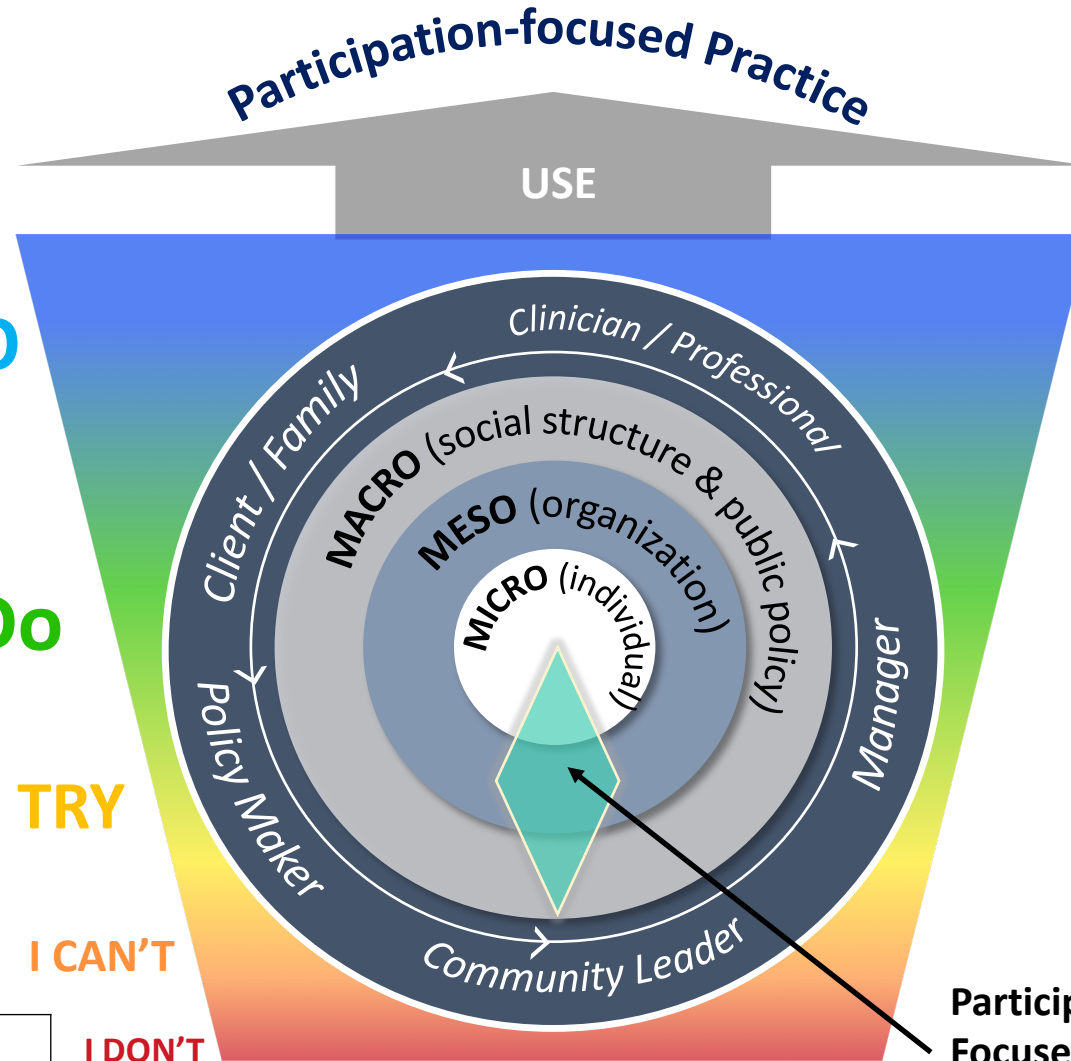 Participation-focused Practice
USE
Clinician / Professional
Client / Family
MACRO (social structure & public policy)
MESO (organization)
MICRO (individual)
Do
Manager
Policy Maker
TRY
Community Leader
I CAN'T
I DON'T